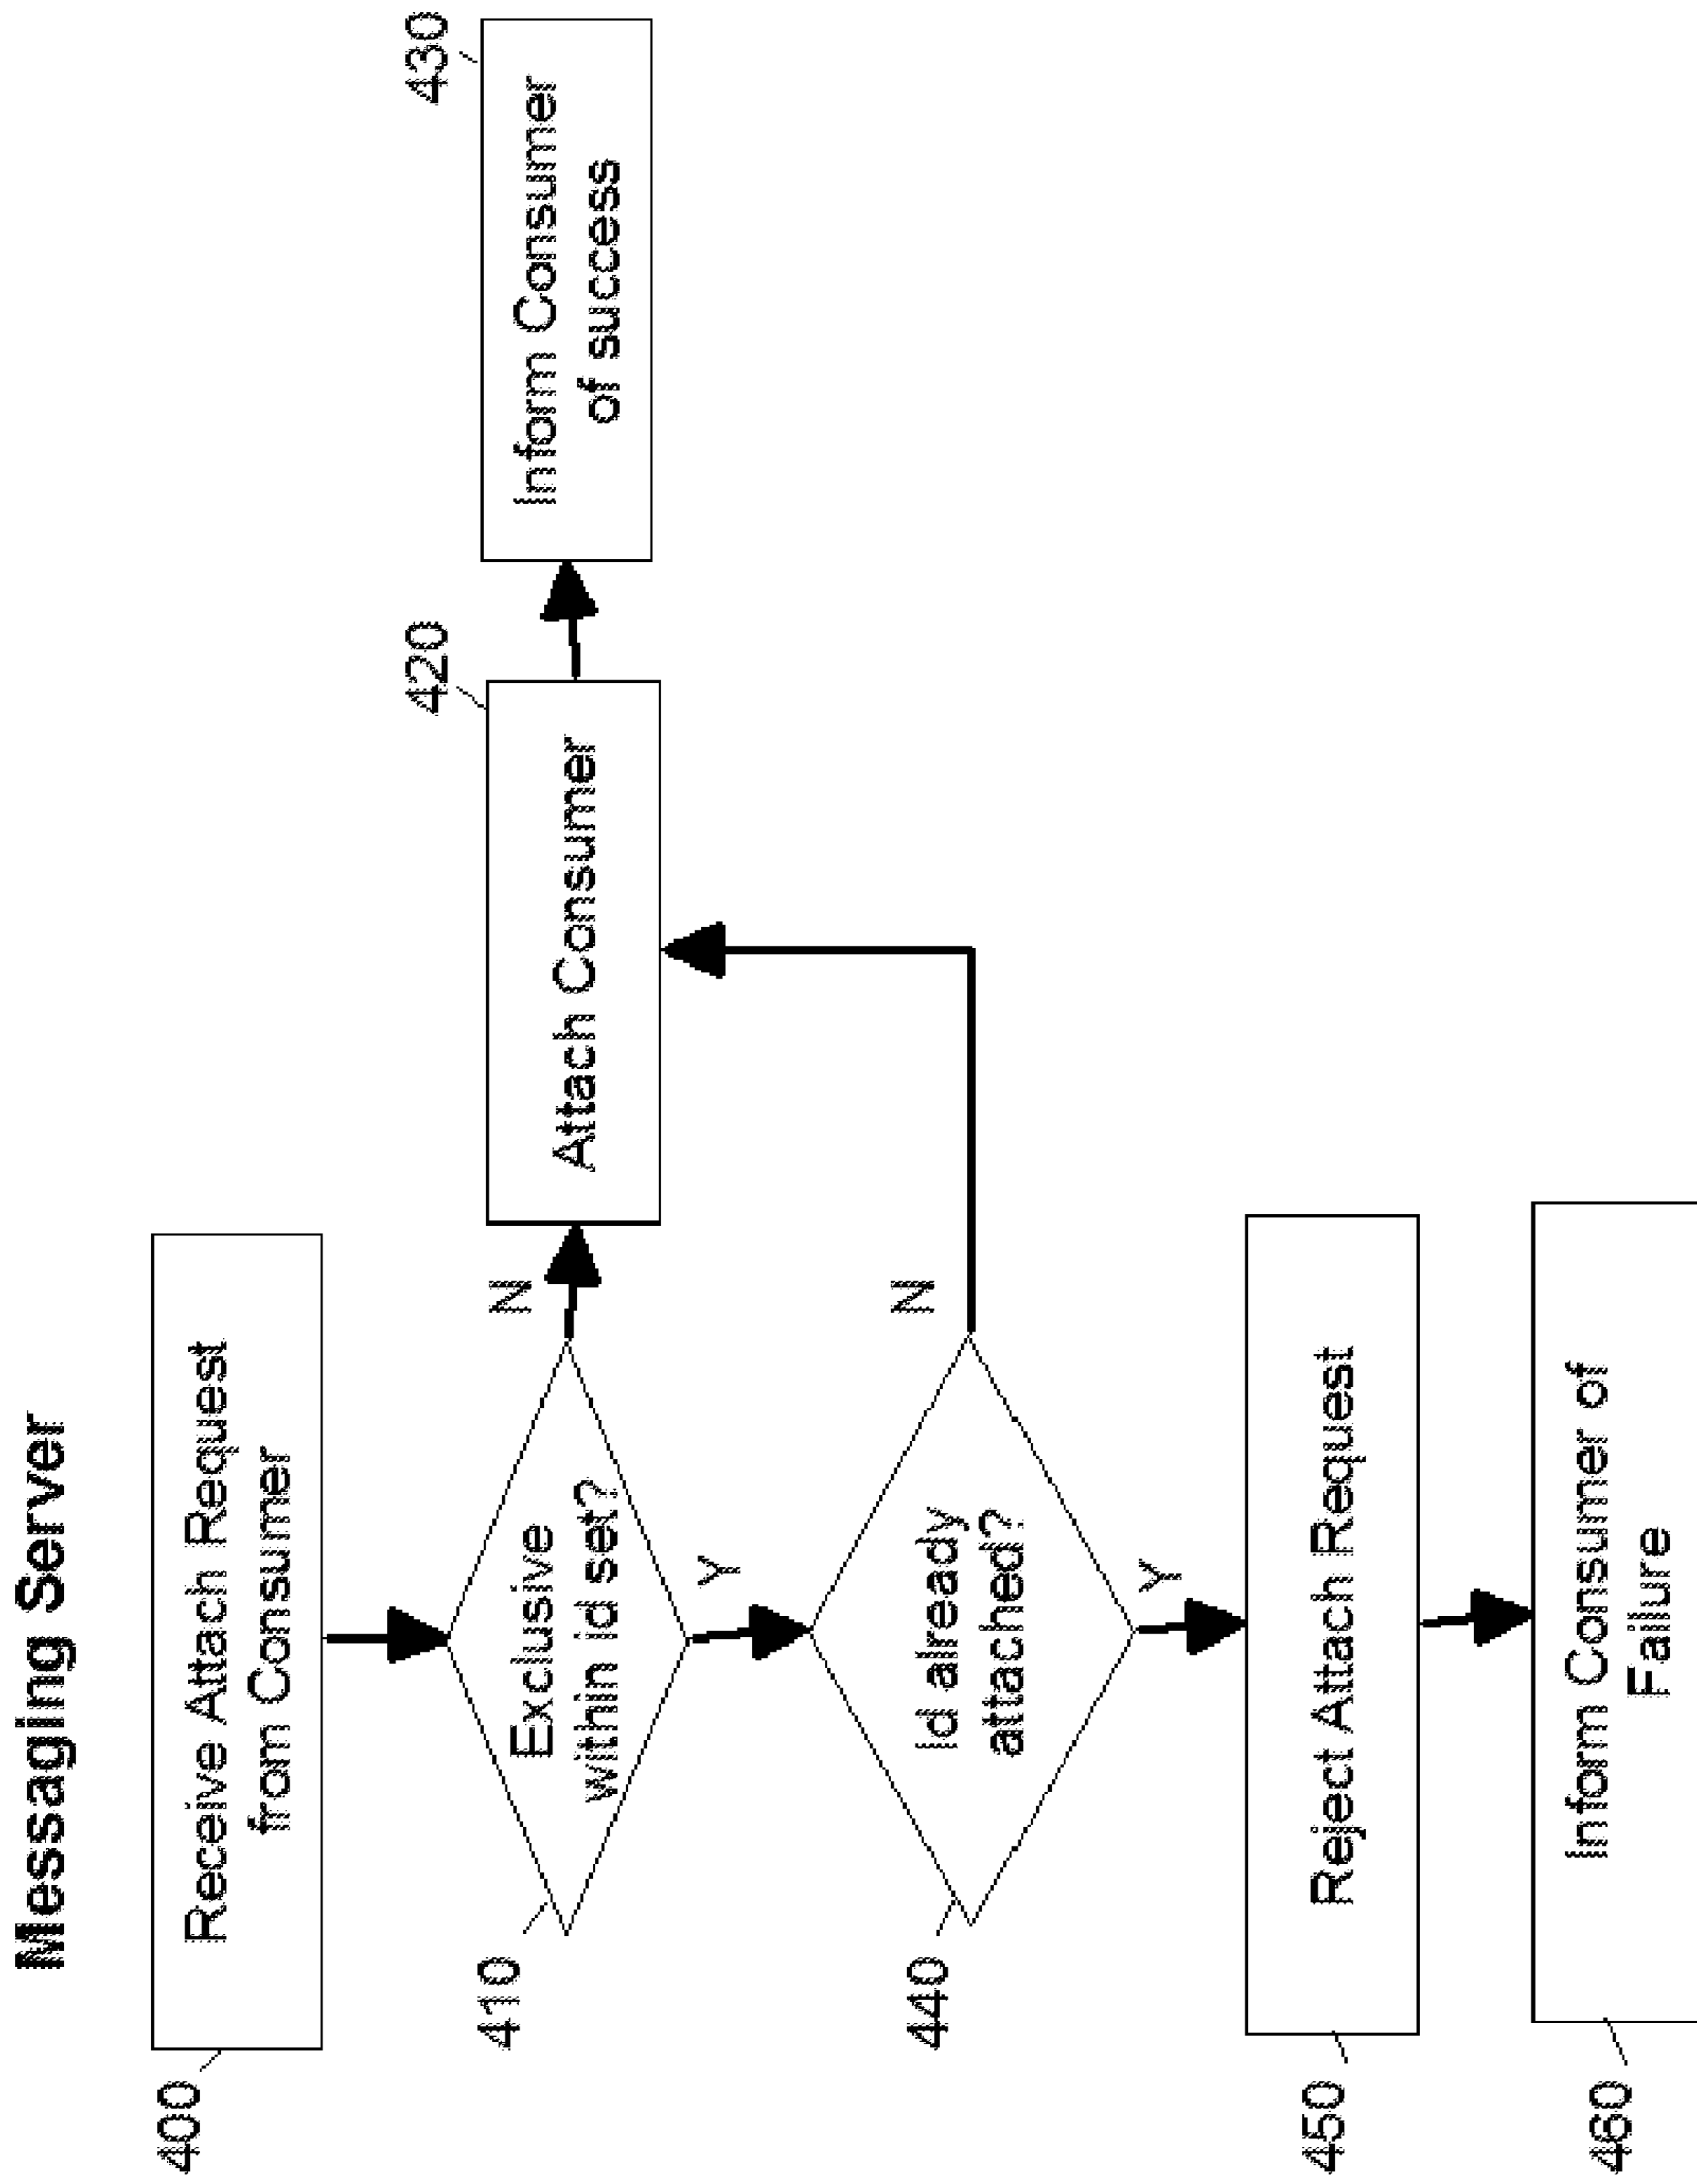 Messaging Server
400
Receive Attach Request
from Consumer
410
Exclusive
within id set?
N
Y
420
Attach Consumer
430
Inform Consumer
of success
440
Id already
attached?
N
Y
450
Reject Attach Request
460
Inform Consumer of
Failure